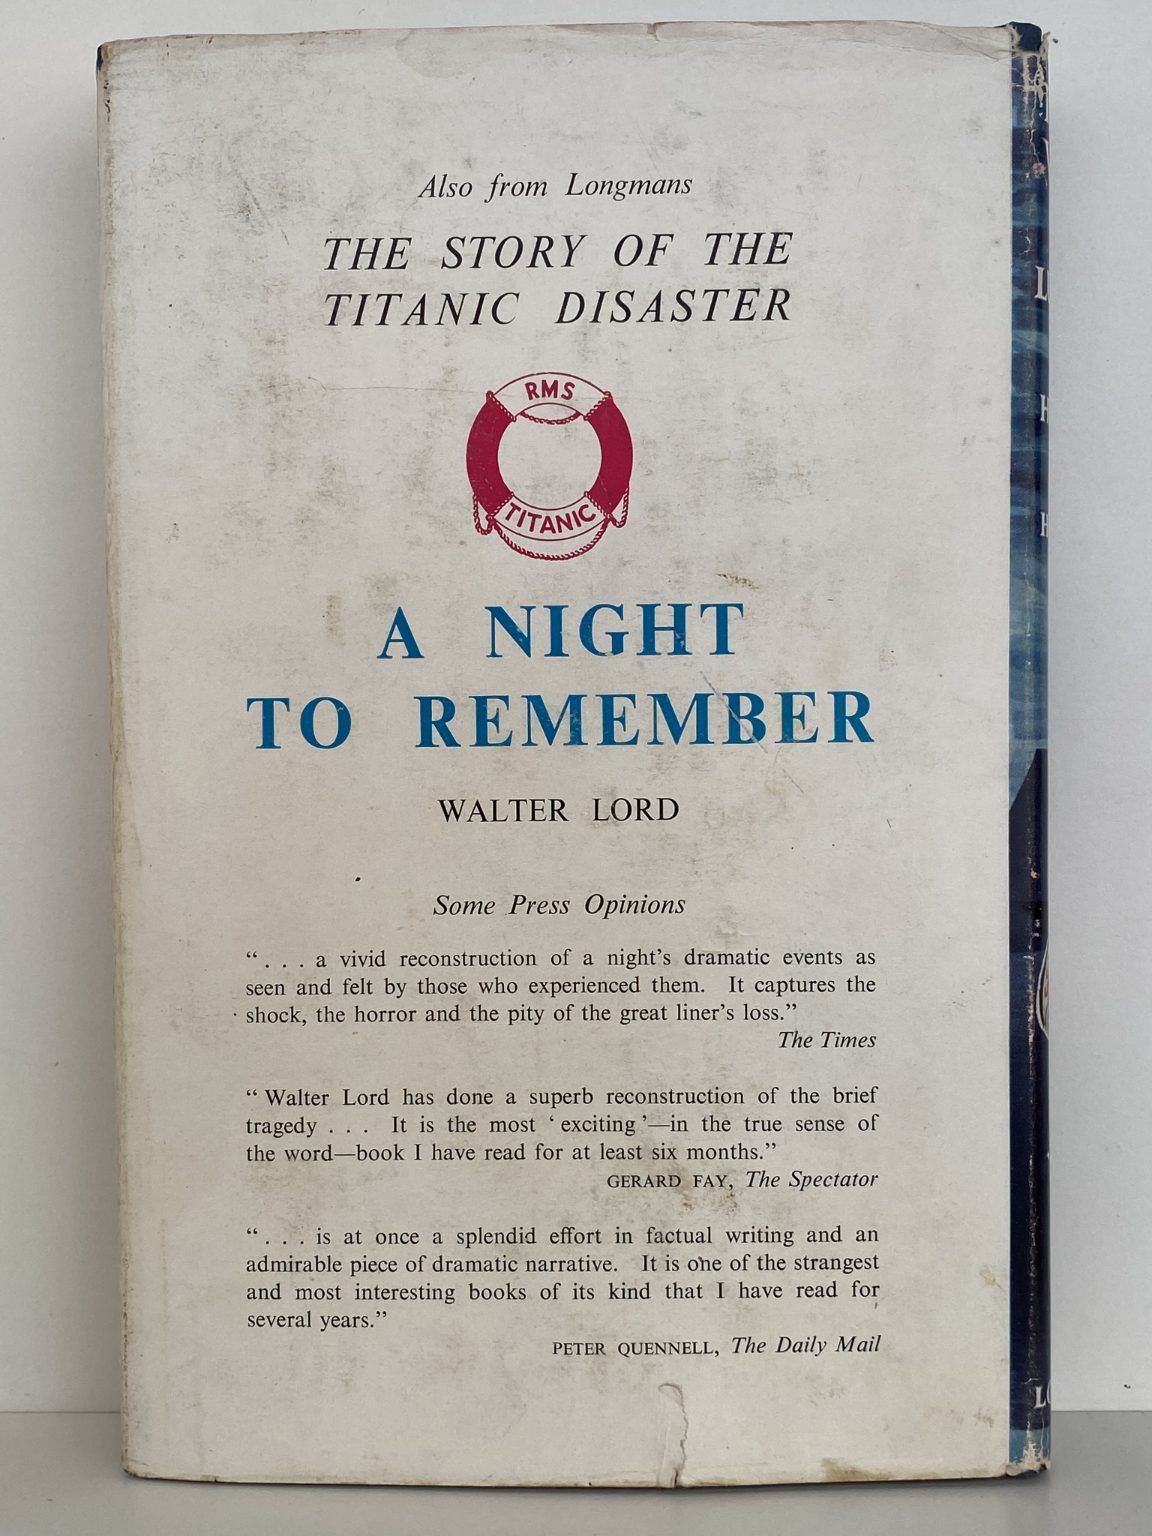 Also from Longmans
THE STORY OF THE
TITANIC DISASTER
RMS
TITANIC
A NIGHT
TO REMEMBER
WALTER LORD
Some Press Opinions
“ . . . a vivid reconstruction of a night’s dramatic events as
seen and felt by those who experienced them. It captures the
shock, the horror and the pity of the great liner’s loss.”
The Times
“ Walter Lord has done a superb reconstruction of the brief
tragedy . . . It is the most ‘ exciting ’—in the true sense of
the word—book I have read for at least six months.”
GERARD FAY, The Spectator
“ . . . is at once a splendid effort in factual writing and an
admirable piece of dramatic narrative. It is one of the strangest
and most interesting books of its kind that I have read for
several years.”
PETER QUENNELL, The Daily Mail